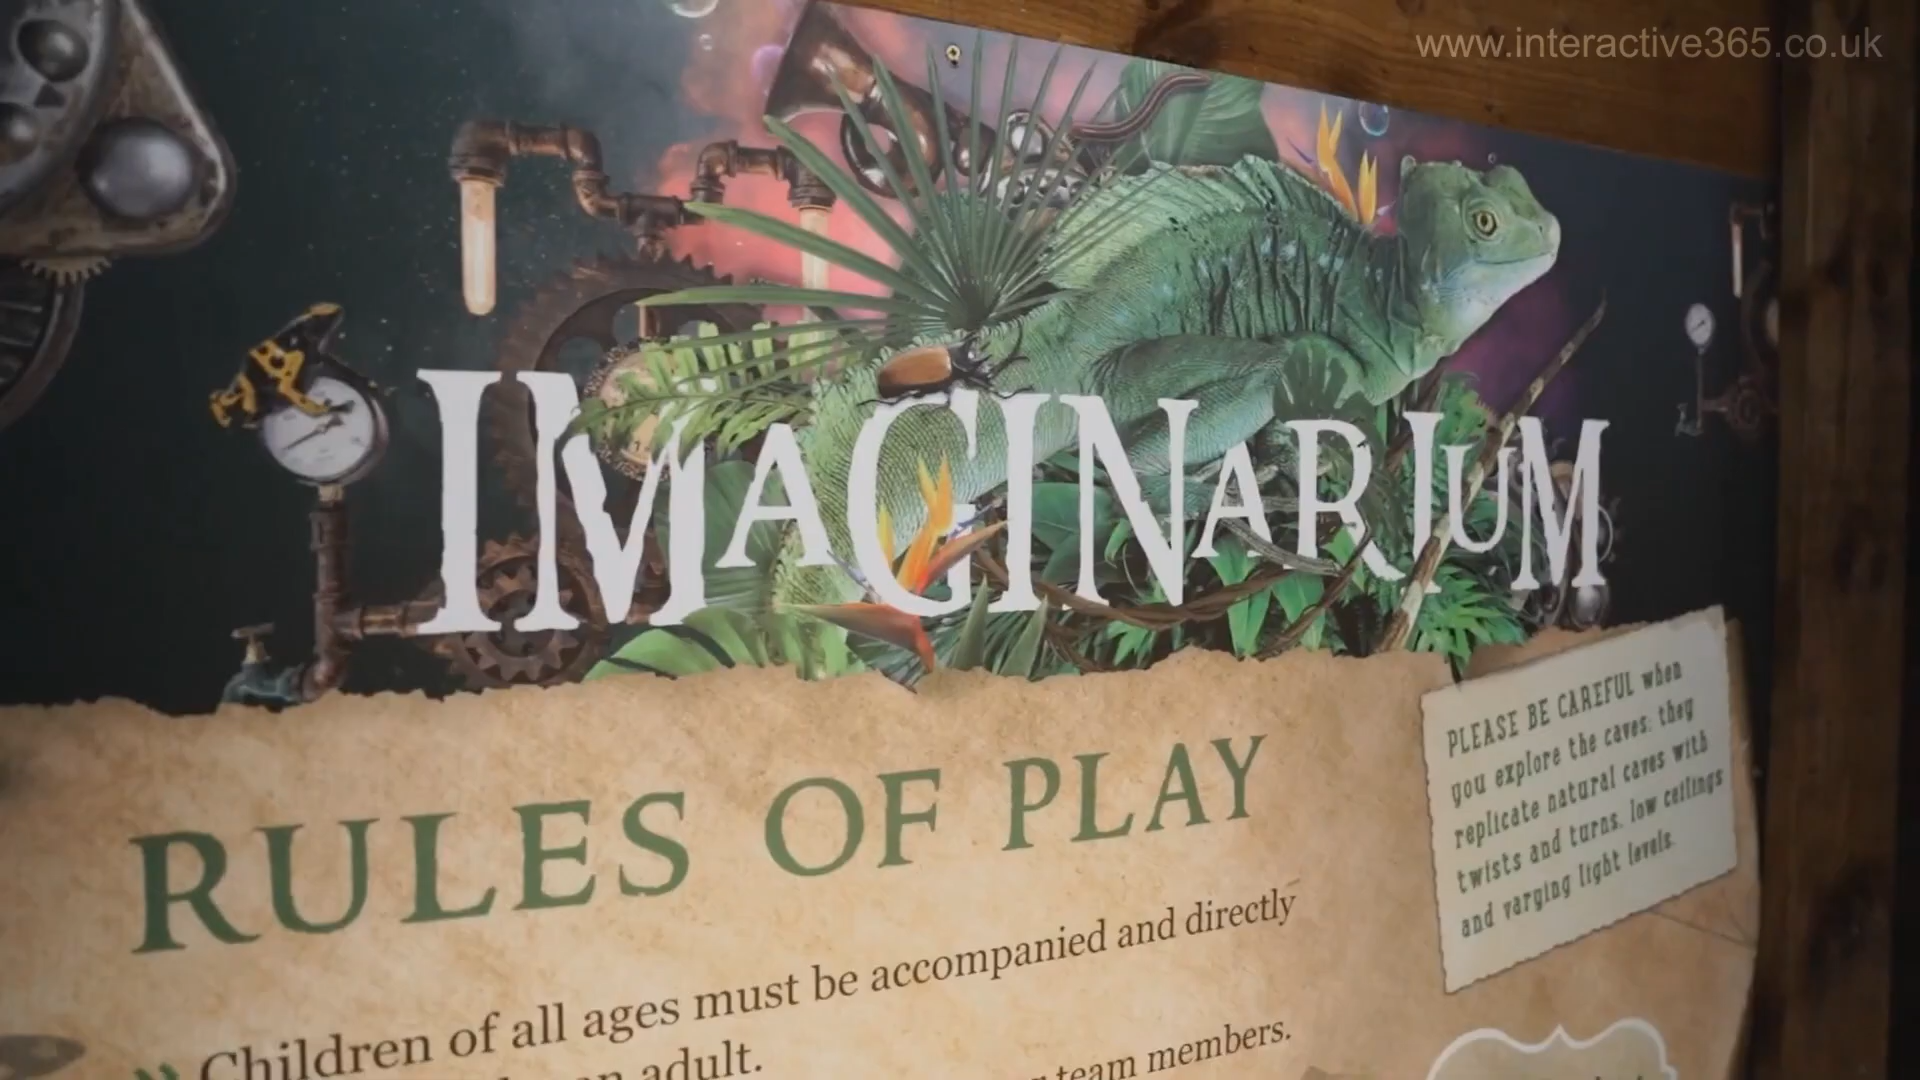 www.interactive365.co.uk
IMAGINARIUM
RULES OF PLAY
Children of all ages must be accompanied and directly
an adult.
team members.
PLEASE BE CAREFUL when
you explore the caves: they
replicate natural caves with
twists and turns, low ceilings
and varying light levels.